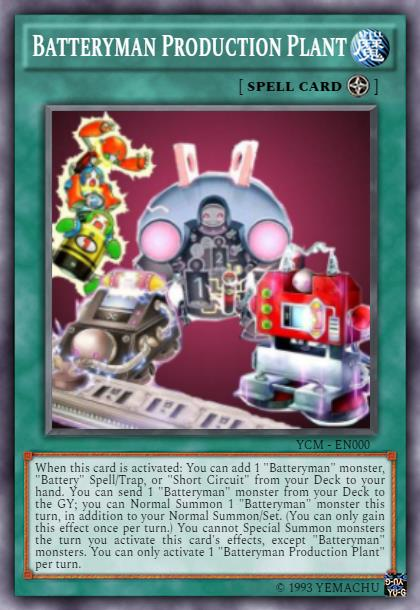 BATTERYMAN PRODUCTION PLANT 魔
[ SPELL CARD ]
2
1
YCM - EN000
When this card is activated: You can add 1 "Batteryman" monster,
"Battery" Spell/Trap, or "Short Circuit" from your Deck to your
hand. You can send 1 "Batteryman" monster from your Deck to
the GY; you can Normal Summon 1 "Batteryman" monster this
turn, in addition to your Normal Summon/Set. (You can only gain
this effect once per turn.) You cannot Special Summon monsters
the turn you activate this card's effects, except "Batteryman"
monsters. You can only activate 1 "Batteryman Production Plant"
per turn.
© 1993 YEMACHU